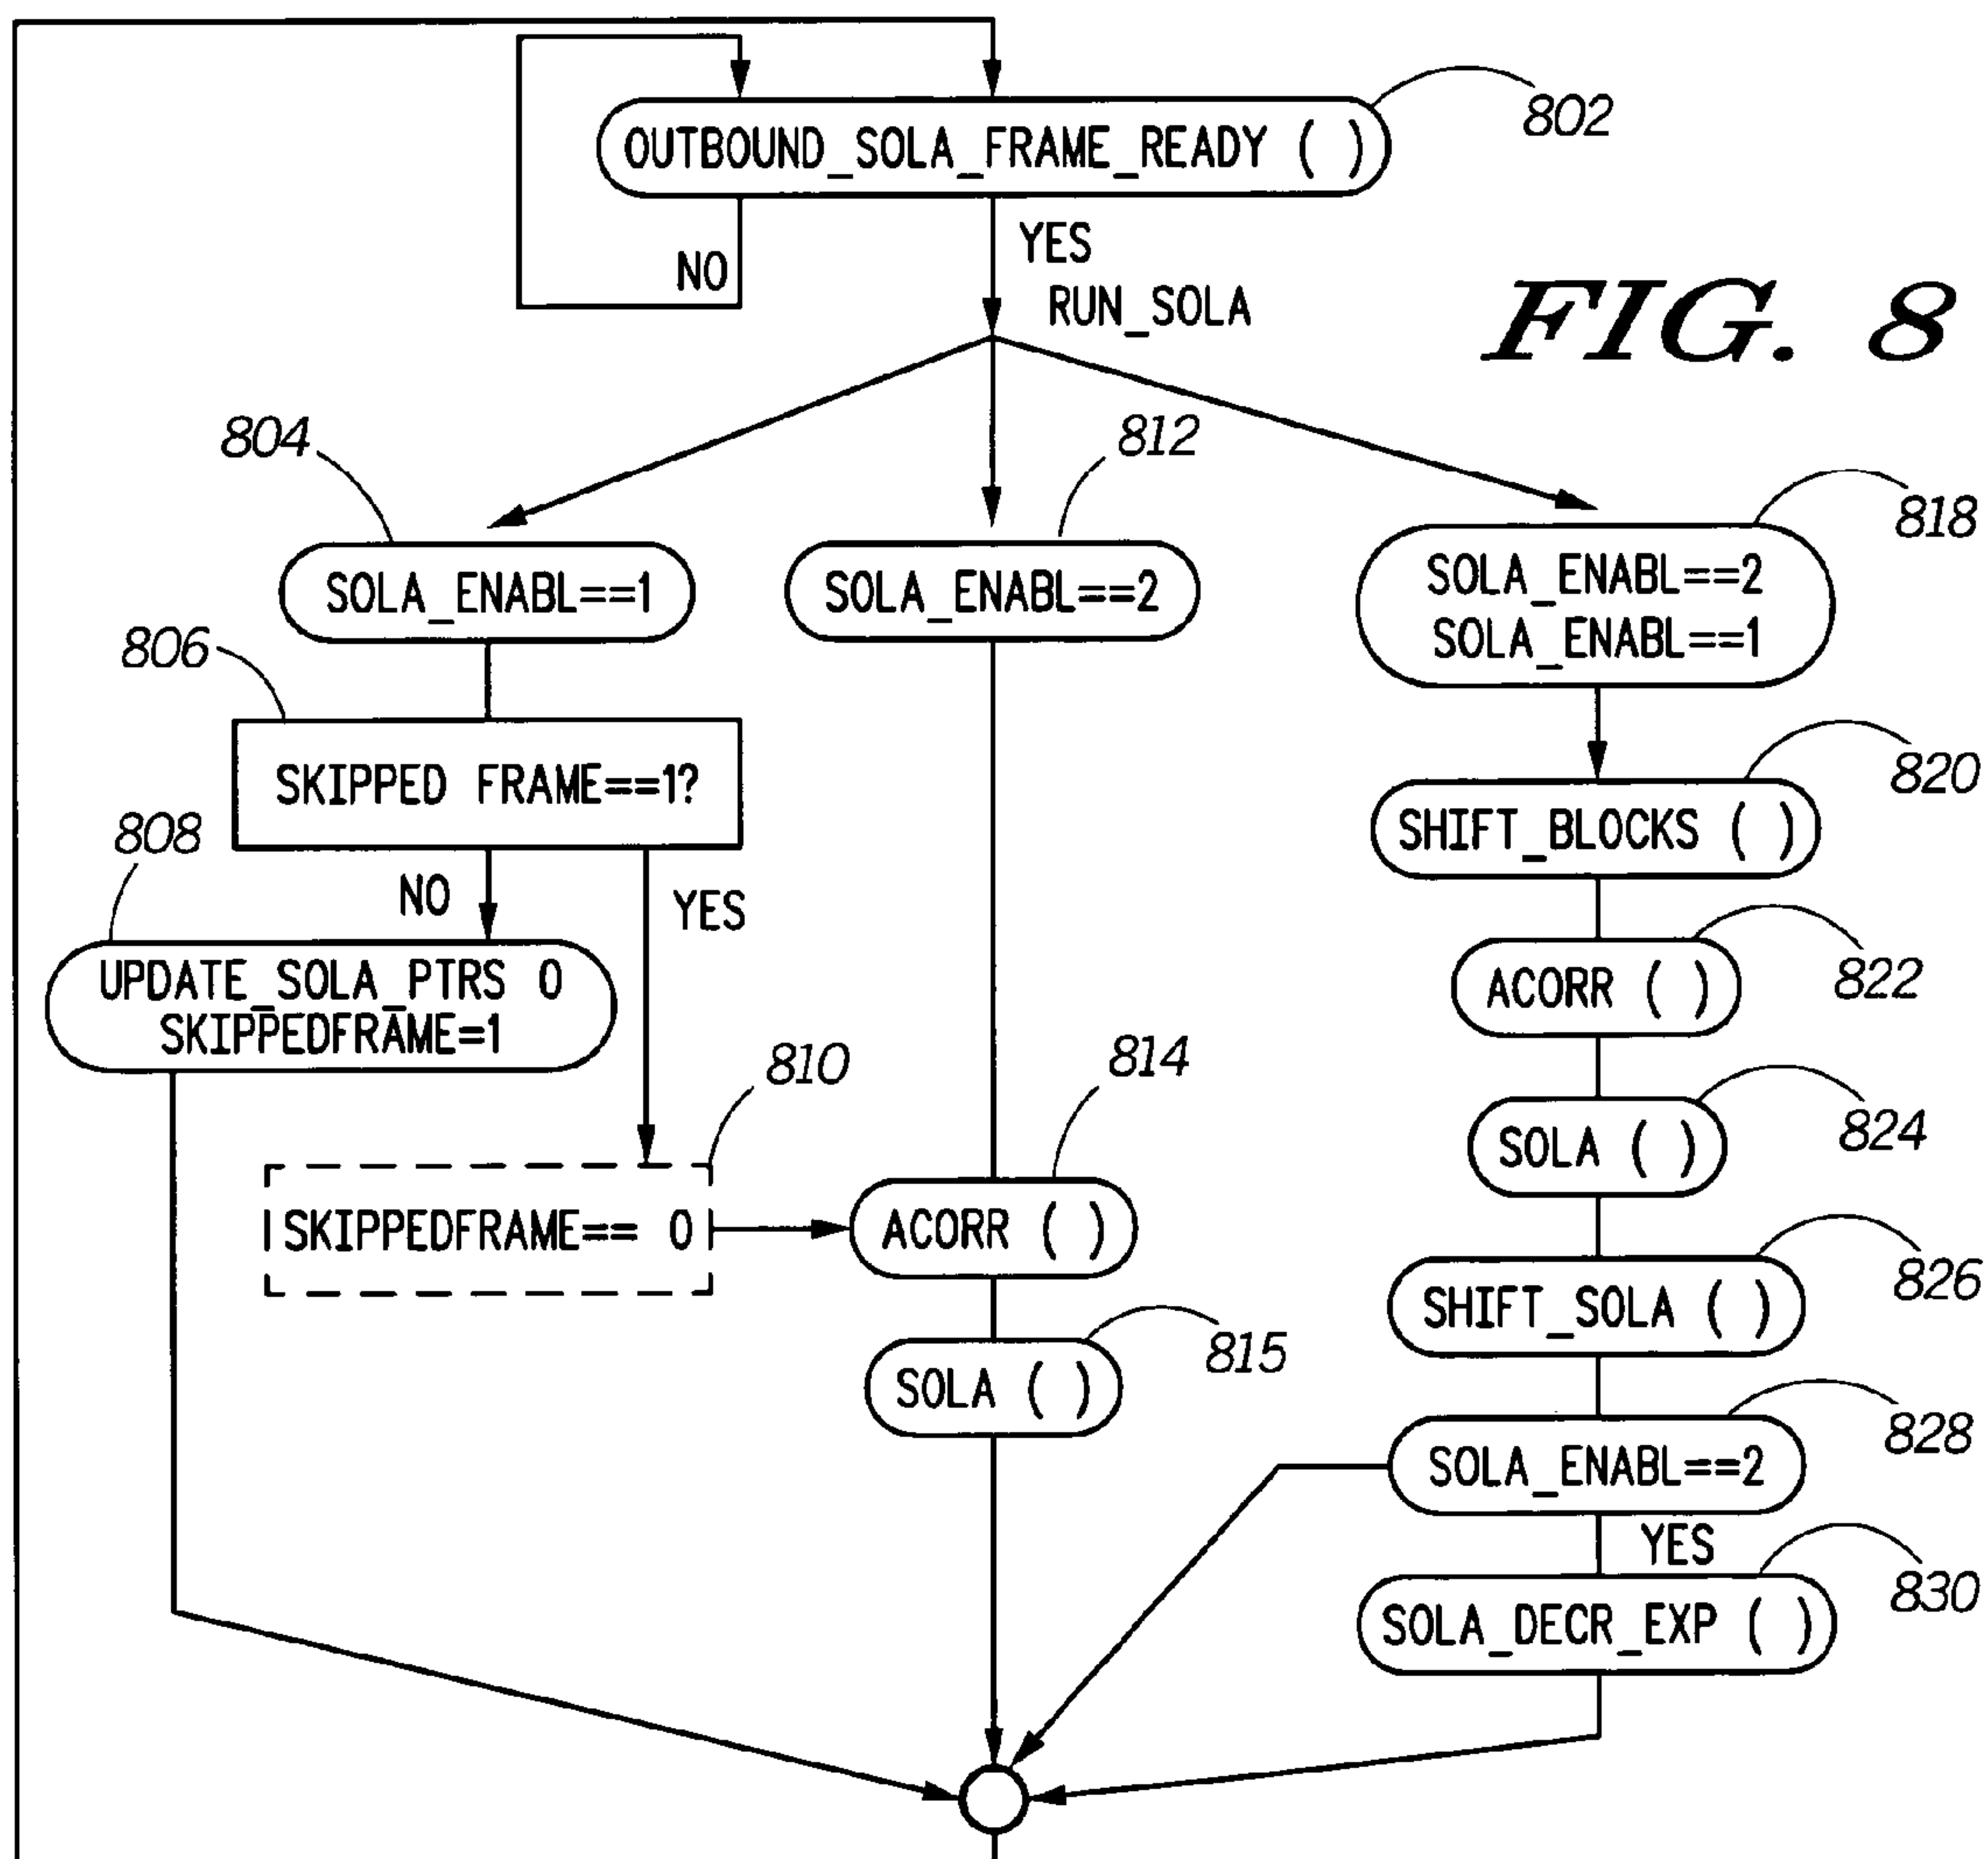 802
OUTBOUND_SOLA_FRAME_READY ( )
YES
NO
RUN_SOLA
FIG. 8
804
812
818
SOLA_ENABL==1
SOLA_ENABL==2
SOLA_ENABL==2
SOLA_ENABL==1
806
SKIPPED FRAME==1?
820
SHIFT_BLOCKS ( )
808
NO
YES
UPDATE_SOLA_PTRS 0
SKIPPEDFRAME=1
822
ACORR ( )
810
814
824
SOLA ( )
SKIPPEDFRAME== 0
ACORR ( )
826
SHIFT_SOLA ( )
815
SOLA ( )
828
SOLA_ENABL==2
YES
830
SOLA_DECR_EXP ( )